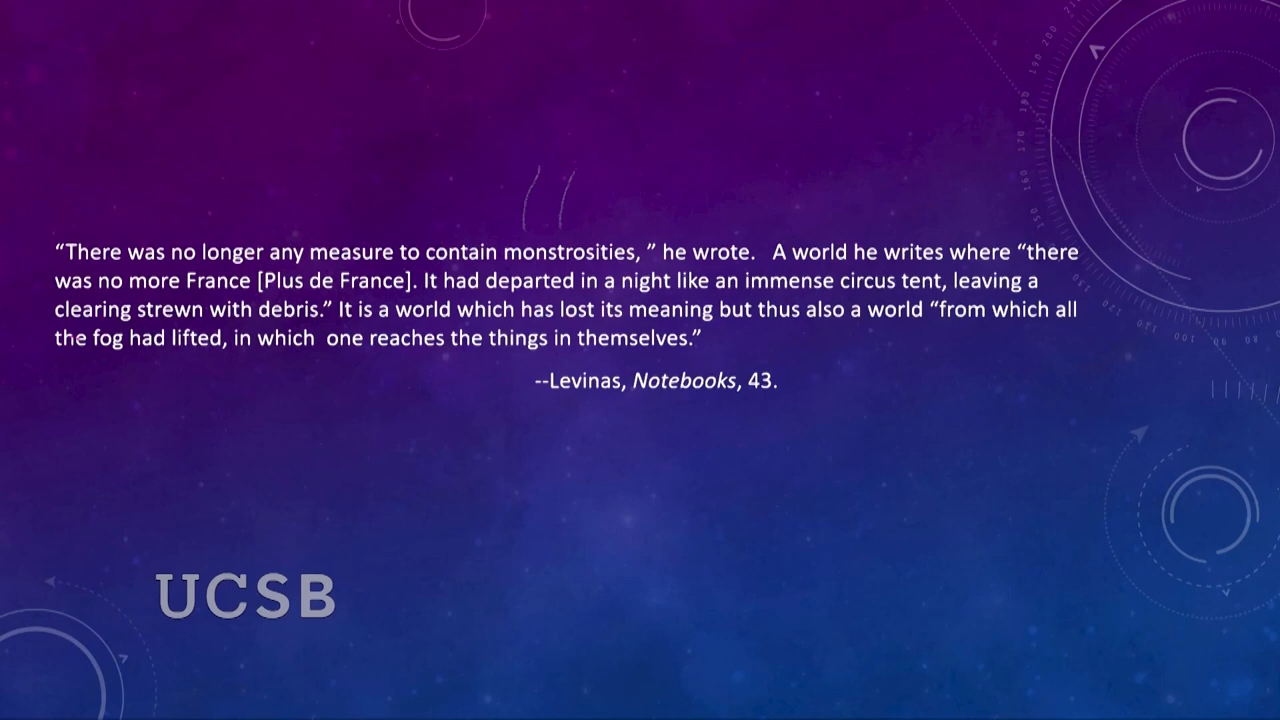 “There was no longer any measure to contain monstrosities, ” he wrote.   A world he writes where “there
was no more France [Plus de France]. It had departed in a night like an immense circus tent, leaving a
clearing strewn with debris.” It is a world which has lost its meaning but thus also a world “from which all
the fog had lifted, in which  one reaches the things in themselves.”
--Levinas, Notebooks, 43.
UCSB